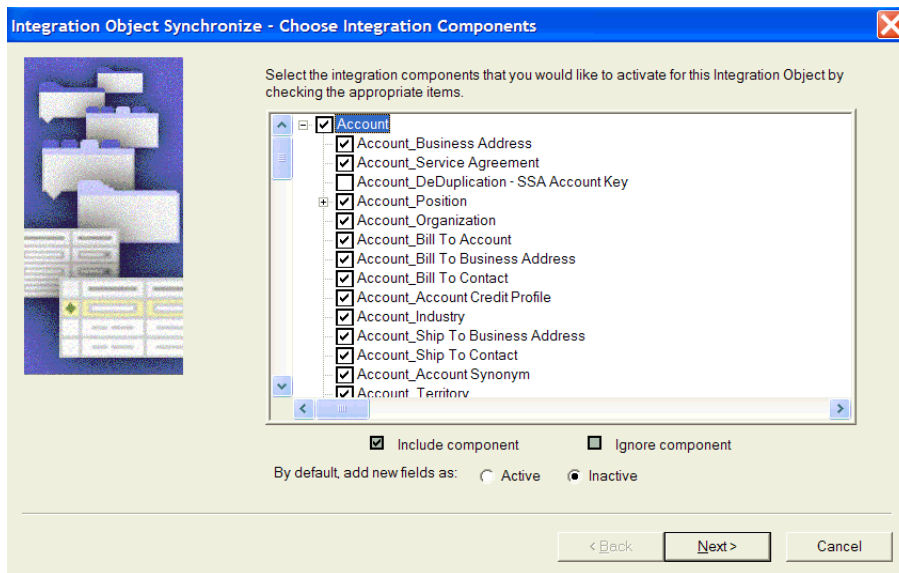 Integration Object Synchronize - Choose Integration Components
Select the integration components that you would like to activate for this Integration Object by
checking the appropriate items.
Account
Account_Business Address
Account_Service Agreement
Account_DeDuplication - SSA Account Key
Account_Position
Account_Organization
Account_Bill To Account
Account_Bill To Business Address
Account_Bill To Contact
Account_Account Credit Profile
Account_Industry
Account_Ship To Business Address
Account_Ship To Contact
Account_Account Synonym
Account_Territory
Include component Ignore component
By default, add new fields as: Active Inactive
< Back Next > Cancel